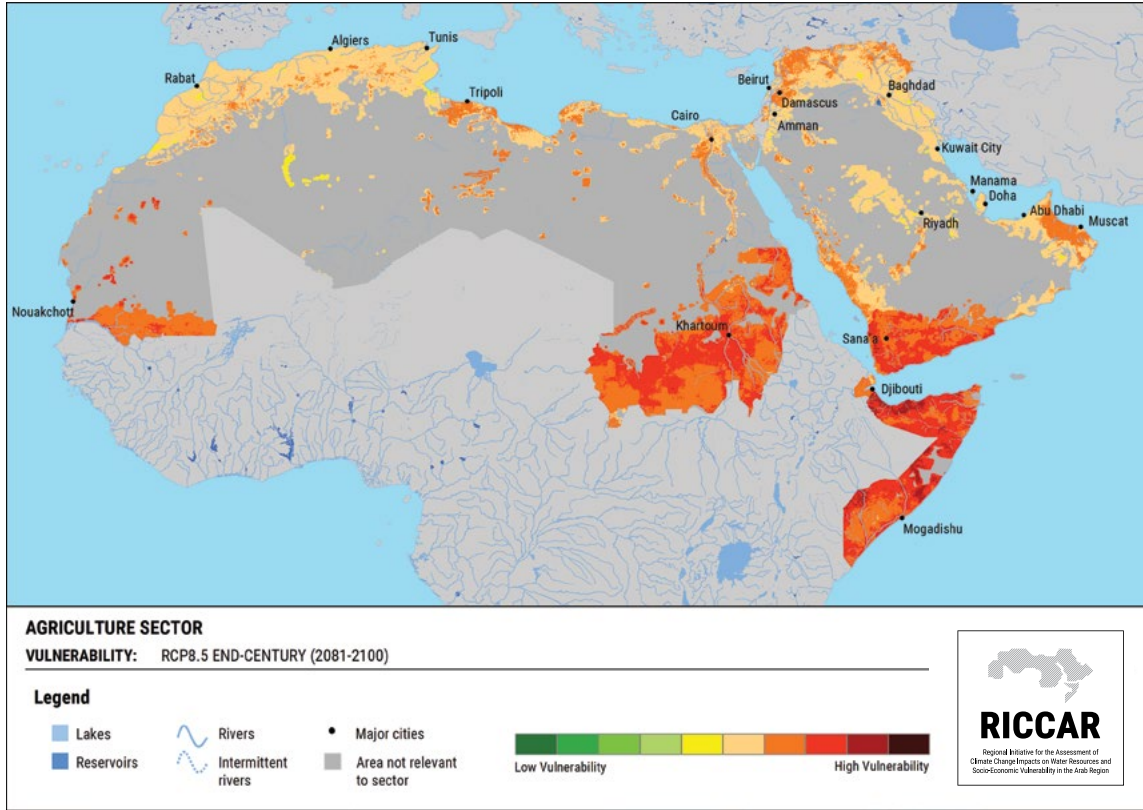 Algiers
Tunis
Rabat
Tripoli
Beirut
Baghdad
Damascus
Cairo
Amman
Kuwait City
Manama
Doha
Abu Dhabi
Riyadh
Muscat
Nouakchott
Khartoum
Sana'a
Djibouti
Mogadishu
AGRICULTURE SECTOR
VULNERABILITY: RCP8.5 END-CENTURY (2081-2100)
Legend
Lakes
Reservoirs
Rivers
Intermittent
rivers
Major cities
Area not relevant
to sector
Low Vulnerability
High Vulnerability
RICCAR
Regional Initiative for the Assessment of
Climate Change Impacts on Water Resources and
Socio-Economic Vulnerability in the Arab Region